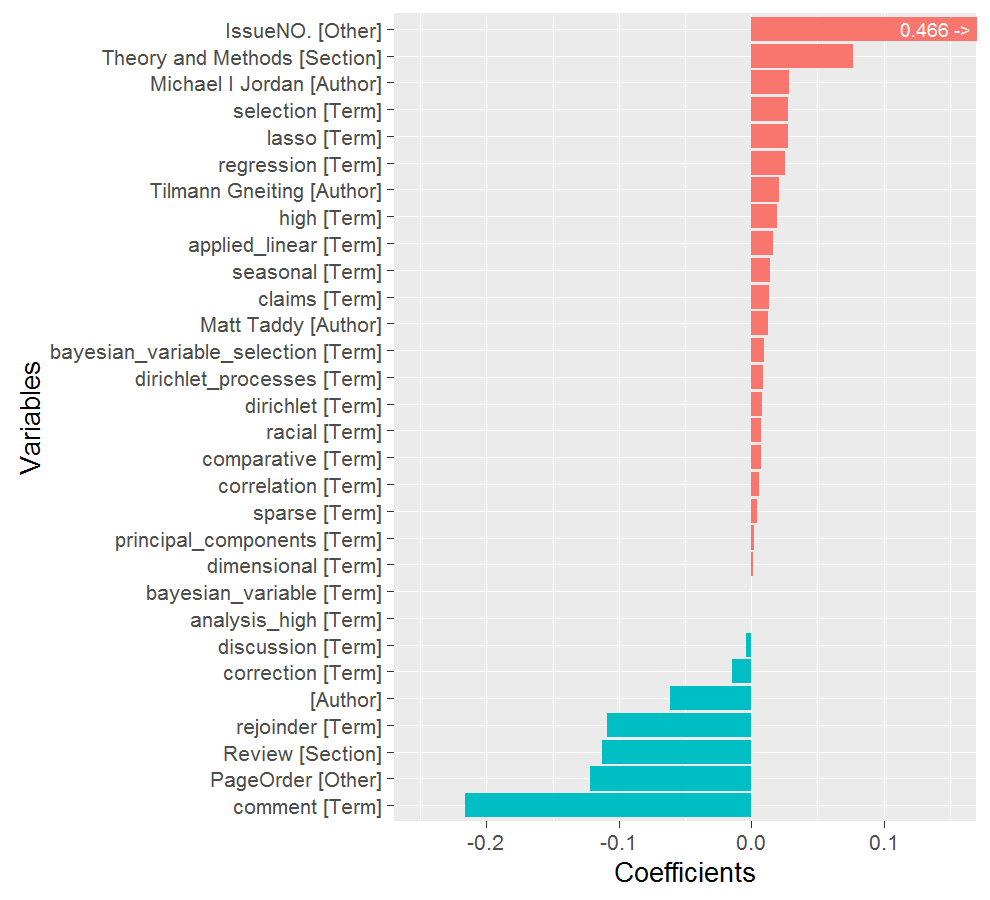 IssueNO. [Other]
0.466 ->
Theory and Methods [Section]
Michael I Jordan [Author]
selection [Term]
lasso [Term]
regression [Term]
Tilmann Gneiting [Author]
high [Term]
applied_linear [Term]
seasonal [Term]
claims [Term]
Matt Taddy [Author]
bayesian_variable_selection [Term]
dirichlet_processes [Term]
dirichlet [Term]
racial [Term]
comparative [Term]
correlation [Term]
sparse [Term]
principal_components [Term]
dimensional [Term]
bayesian_variable [Term]
analysis_high [Term]
discussion [Term]
correction [Term]
[Author]
rejoinder [Term]
Review [Section]
PageOrder [Other]
comment [Term]
Variables
-0.2 -0.1 0.0 0.1
Coefficients